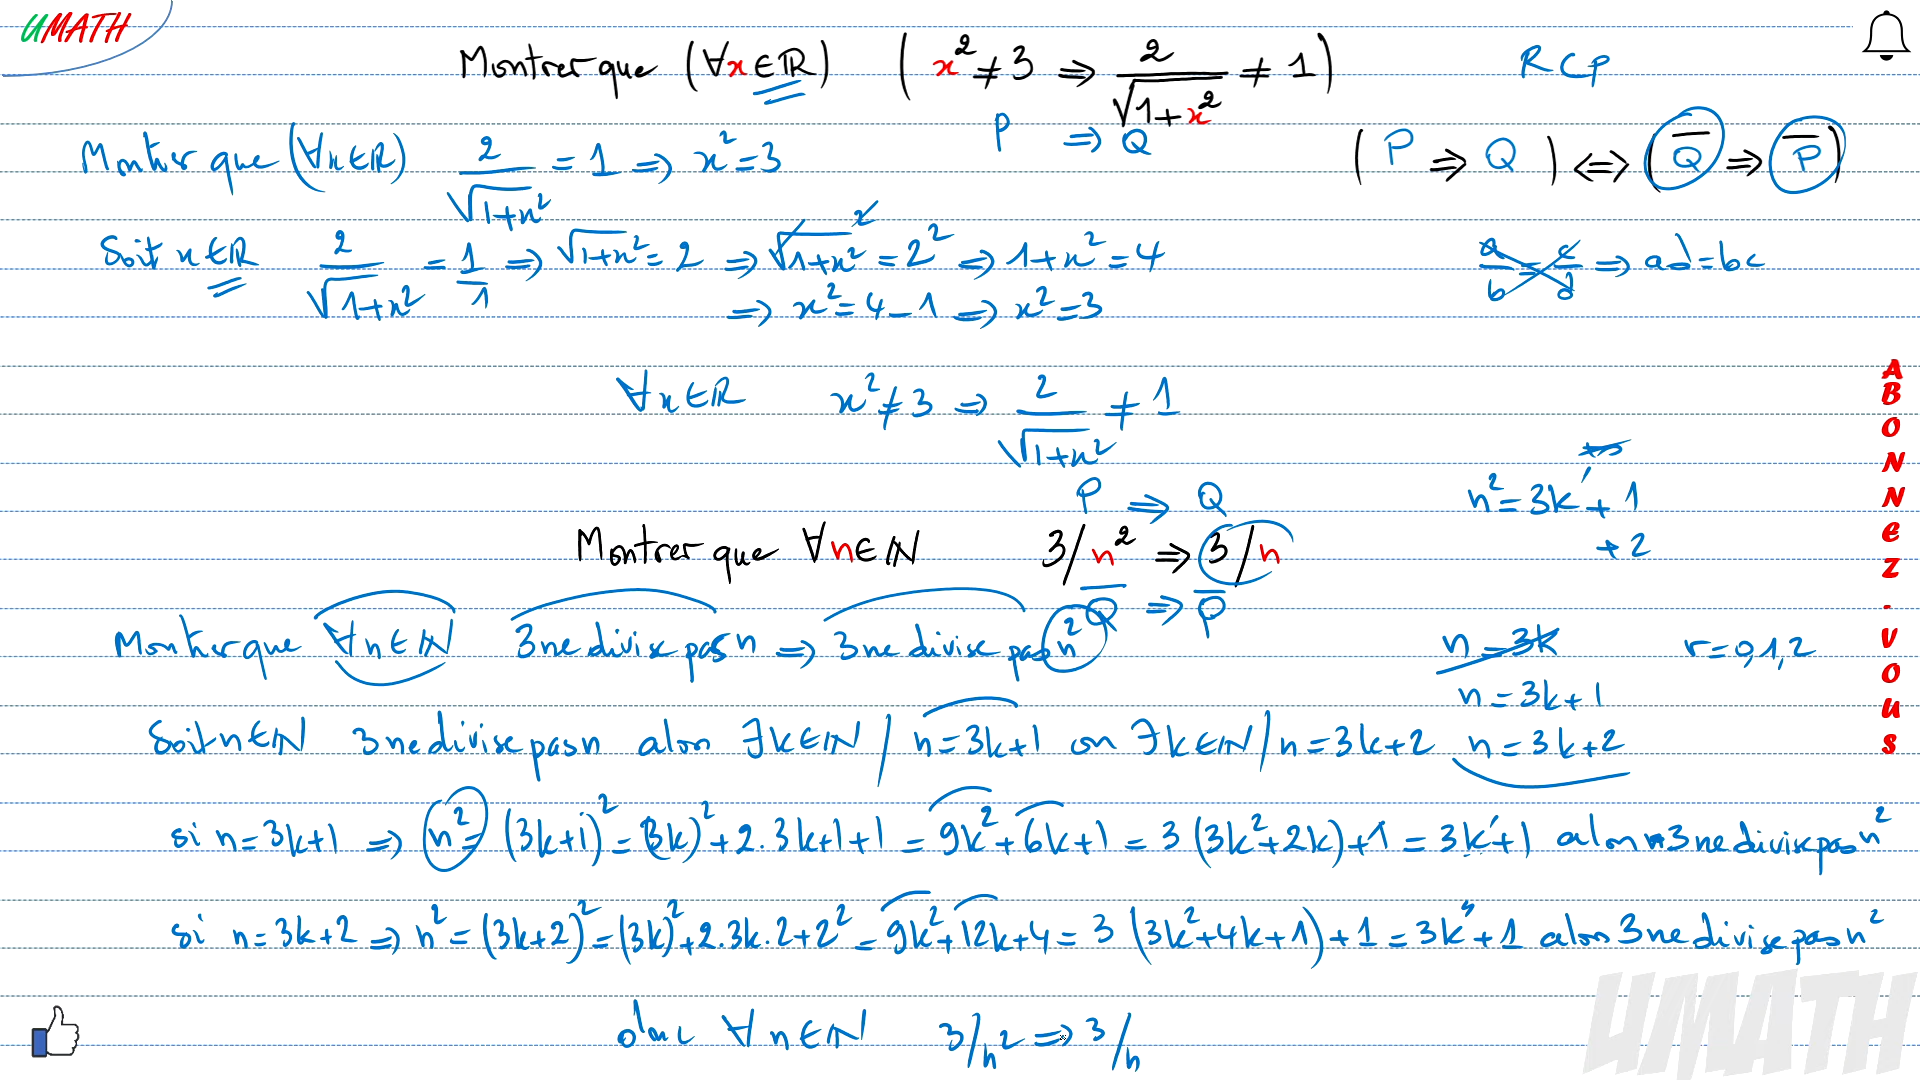 UMATH
Montrer que (∀x∈ℝ) ( x² ≠ 3 ⇒ 2/√(1+x²) ≠ 1 ) RCP
P ⇒ Q
Montrer que (∀x∈ℝ) 2/√(1+x²) = 1 ⇒ x² = 3
( P ⇒ Q ) ⇔ ( Q̅ ⇒ P̅ )
Soit x∈ℝ 2/√(1+x²) = 1/1 ⇒ √(1+x²) = 2 ⇒ √(1+x²)² = 2² ⇒ 1+x² = 4
a/b = c/d ⇒ ad = bc
⇒ x² = 4 - 1 ⇒ x² = 3
∀x∈ℝ x² ≠ 3 ⇒ 2/√(1+x²) ≠ 1
P ⇒ Q
n² = 3k' + 1
+ 2
Montrer que ∀n∈ℕ 3/n² ⇒ 3/n
Q̅ ⇒ P̅
Montrer que ∀n∈ℕ 3 ne divise pas n ⇒ 3 ne divise pas n²
n = 3k r = 0,1,2
n = 3k+1
Soit n∈ℕ 3 ne divise pas n alors ∃k∈ℕ / n = 3k+1 ou ∃k∈ℕ / n = 3k+2 n = 3k+2
si n = 3k+1 ⇒ n² = (3k+1)² = (3k)² + 2.3k×1+1 = 9k² + 6k+1 = 3 (3k²+2k)+1 = 3k'+1 alors 3 ne divise pas n²
si n = 3k+2 ⇒ n² = (3k+2)² = (3k)² + 2.3k.2+2² = 9k² + 12k+4 = 3 (3k²+4k+1)+1 = 3k"+1 alors 3 ne divise pas n²
donc ∀n∈ℕ 3/n² ⇒ 3/n
ABONNeZ-VOUS
UMATH